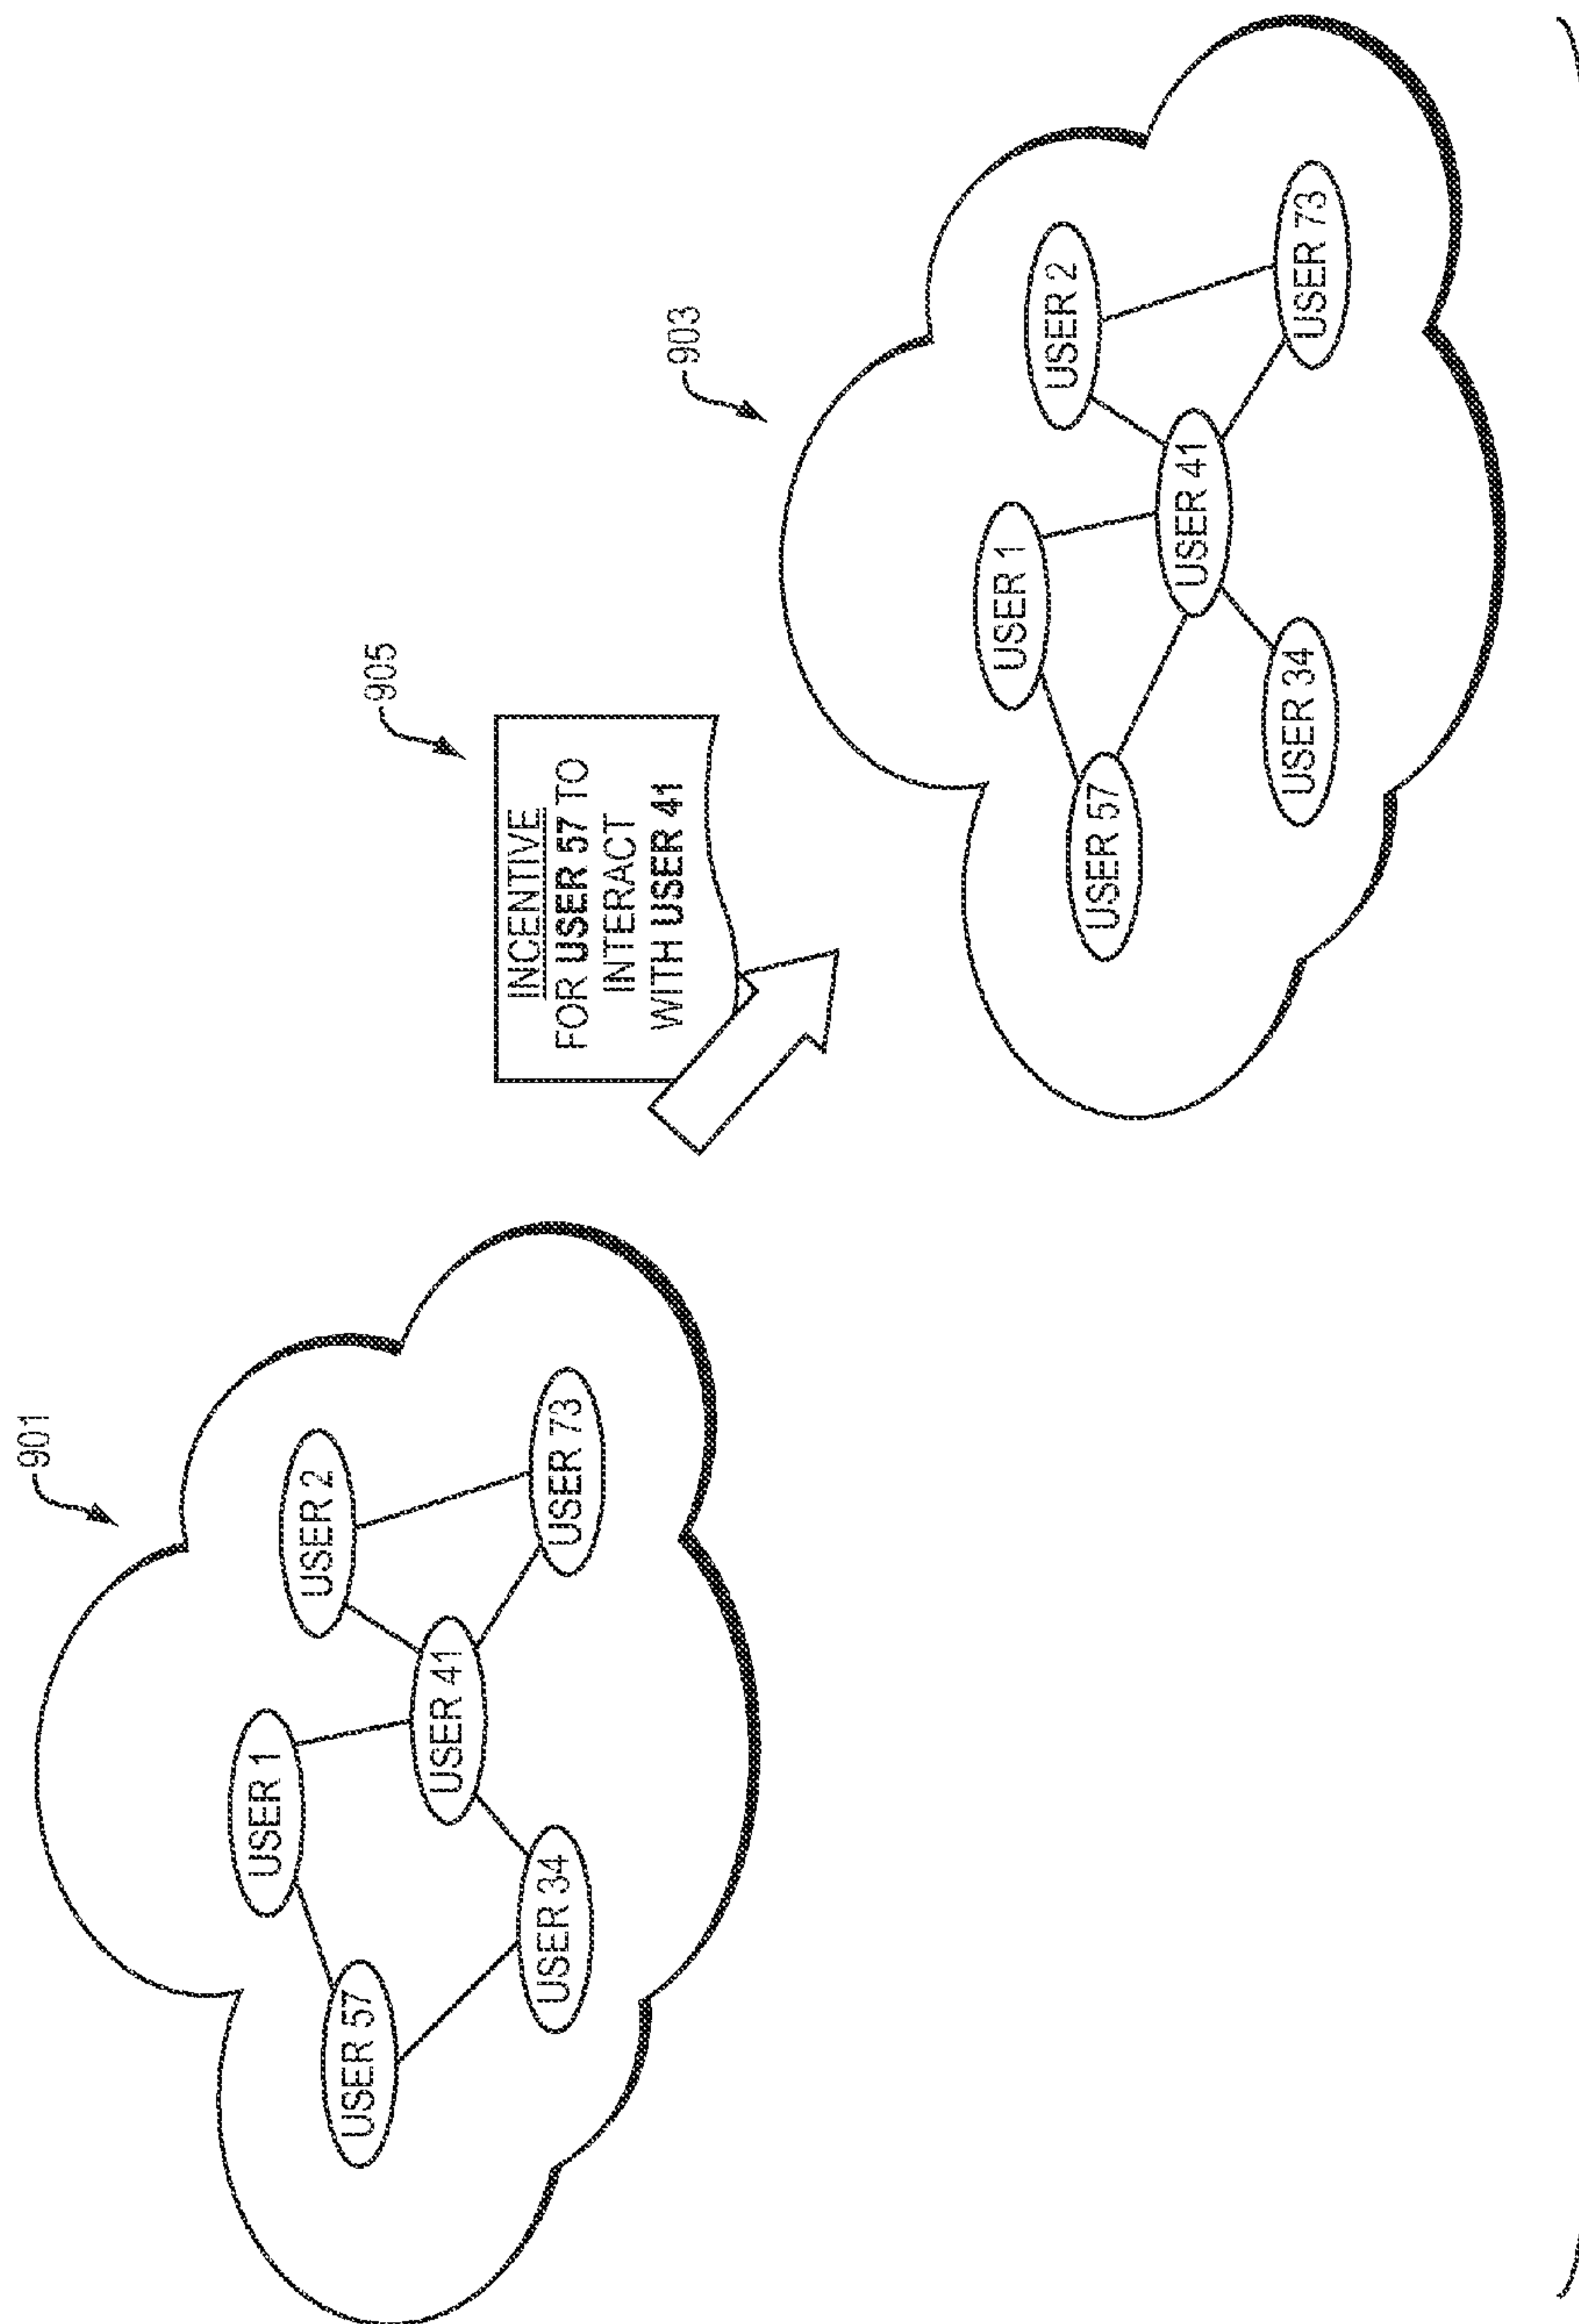 901
USER 1
USER 2
USER 57
USER 41
USER 34
USER 73
905
INCENTIVE
FOR USER 57 TO
INTERACT
WITH USER 41
903
USER 1
USER 2
USER 57
USER 41
USER 34
USER 73